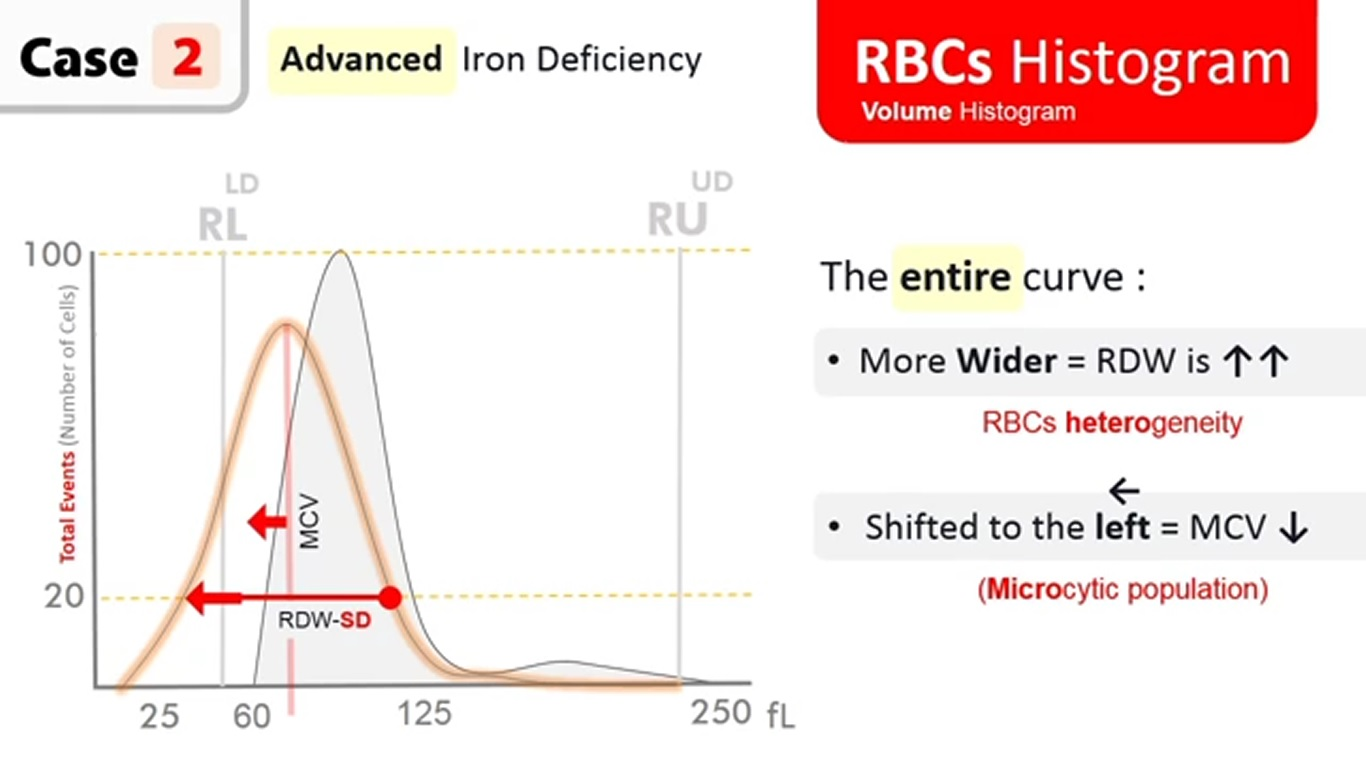 Case 2
Advanced Iron Deficiency
RBCs Histogram
Volume Histogram
LD
RL
UD
RU
100
20
Total Events (Number of Cells)
MCV
RDW-SD
25 60 125 250 fL
The entire curve :
• More Wider = RDW is ↑↑
RBCs heterogeneity
←
• Shifted to the left = MCV ↓
(Microcytic population)